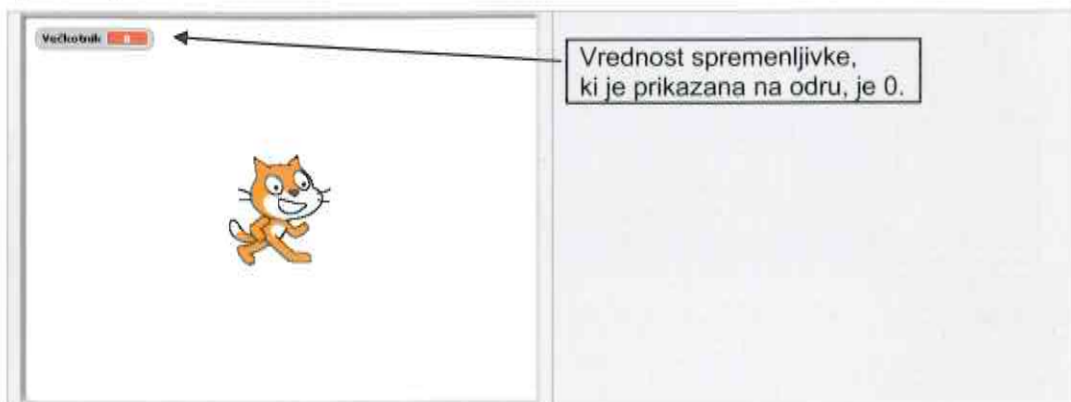 Večkotnik 0
Vrednost spremenljivke,
ki je prikazana na odru, je 0.